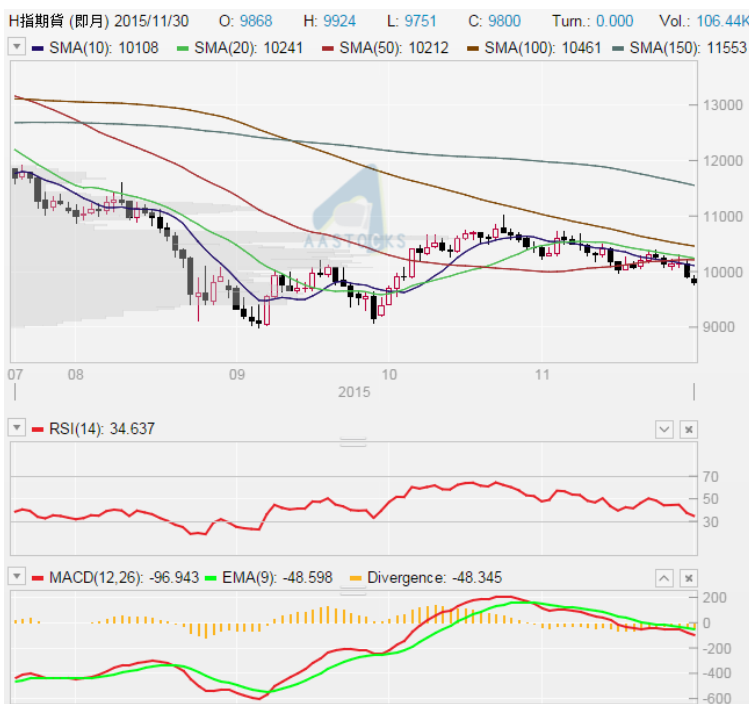 H指期貨 (即月) 2015/11/30 O: 9868 H: 9924 L: 9751 C: 9800 Turn.: 0.000 Vol.: 106.44K
SMA(10): 10108 SMA(20): 10241 SMA(50): 10212 SMA(100): 10461 SMA(150): 11553
13000
12000
11000
AASTOCKS
10000
9000
07 08 09 10 11
2015
RSI(14): 34.637
70
50
30
MACD(12,26): -96.943 EMA(9): -48.598 Divergence: -48.345
200
0
-200
-400
-600